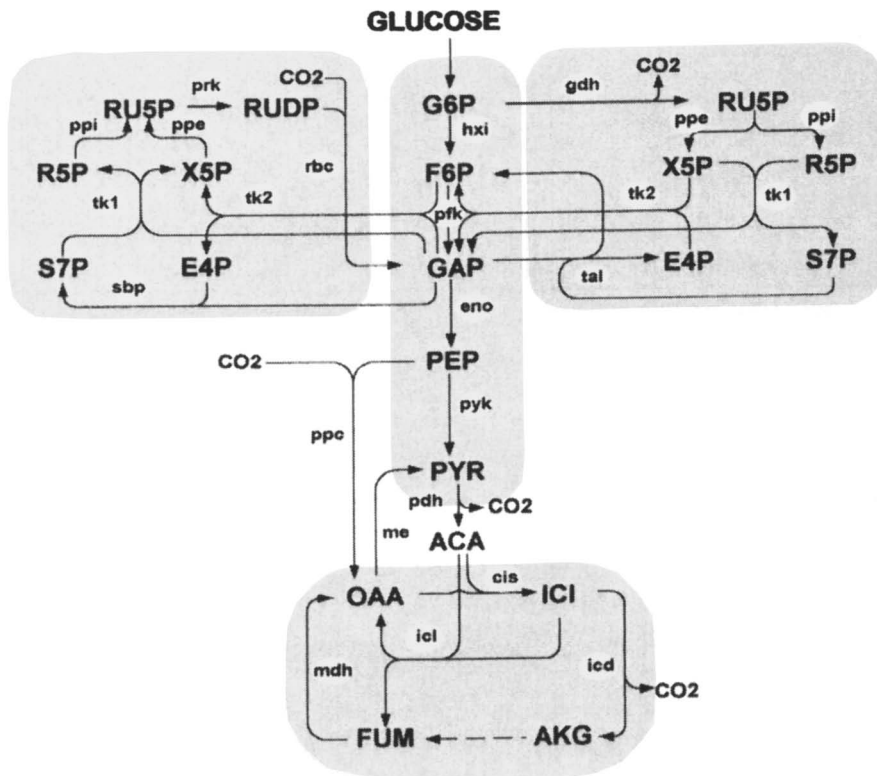 GLUCOSE
prk
CO2
CO2
gdh
RU5P
RUDP
G6P
RU5P
ppi
ppe
hxi
ppe
ppi
R5P
X5P
rbc
F6P
X5P
R5P
tk1
tk2
pfk
tk2
tk1
S7P
E4P
GAP
tal
E4P
S7P
sbp
eno
CO2
PEP
ppc
pyk
PYR
pdh
CO2
me
ACA
cis
OAA
ICI
icl
mdh
icd
CO2
FUM
AKG